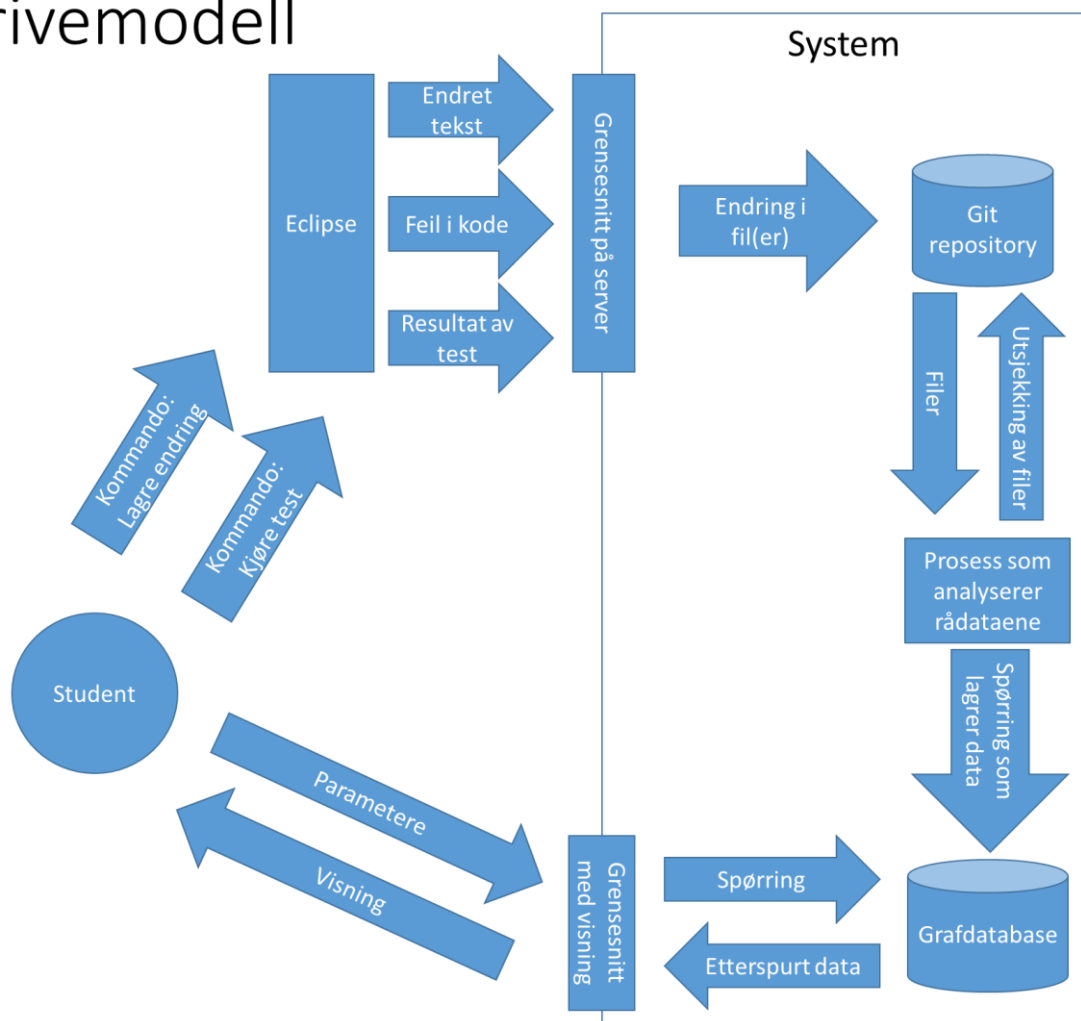 rivemodell
System
Endret
tekst
Eclipse
Feil i kode
Resultat av
test
Grensesnitt på server
Endring i
fil(er)
Git
repository
Filer
Utsjekking av filer
Kommando:
Lagre endring
Kommando:
Kjøre test
Prosess som
analyserer
rådataene
Student
Spørring som
lagrer data
Parametere
Visning
Grensesnitt
med visning
Spørring
Etterspurt data
Grafdatabase